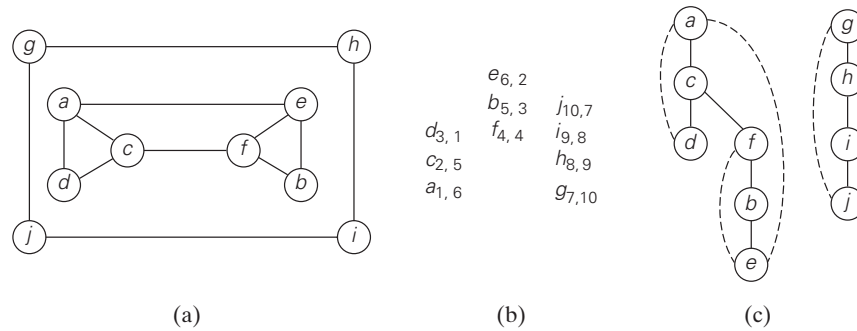 g h
a e
c f
d b
j i
e6, 2
b5, 3 j10,7
d3, 1 f4, 4 i9, 8
c2, 5 h8, 9
a1, 6 g7,10
a g
c h
d f i
b j
e
(a) (b) (c)